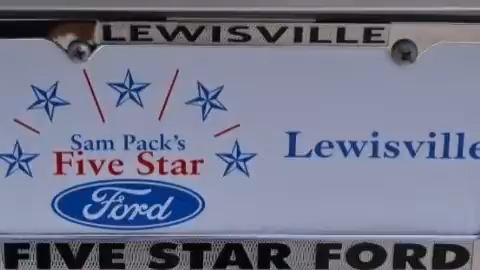 LEWISVILLE
Sam Pack's
Five Star
Ford
Lewisville
FIVE STAR FORD